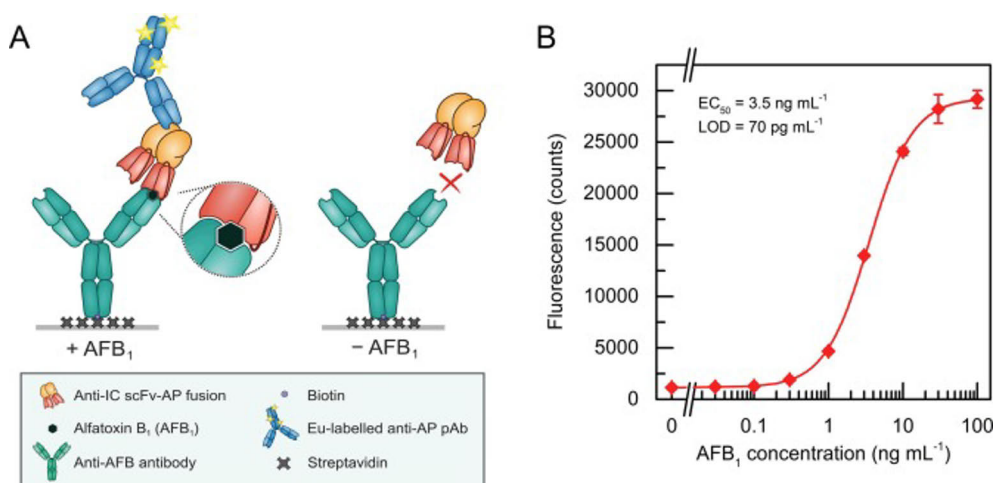 A
+ AFB₁
− AFB₁
Anti-IC scFv-AP fusion
Alfatoxin B₁ (AFB₁)
Anti-AFB antibody
Biotin
Eu-labelled anti-AP pAb
Streptavidin
B
EC₅₀ = 3.5 ng mL⁻¹
LOD = 70 pg mL⁻¹
Fluorescence (counts)
30000
25000
20000
15000
10000
5000
0
0
0.1
1
10
100
AFB₁ concentration (ng mL⁻¹)